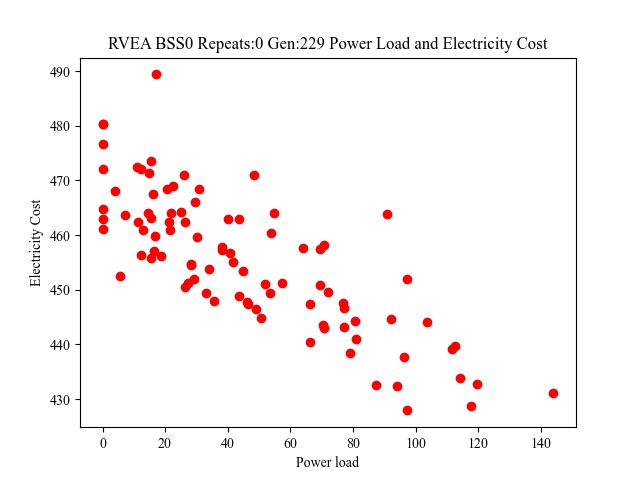 RVEA BSS0 Repeats:0 Gen:229 Power Load and Electricity Cost
490
480
470
460
450
440
430
Electricity Cost
0 20 40 60 80 100 120 140
Power load